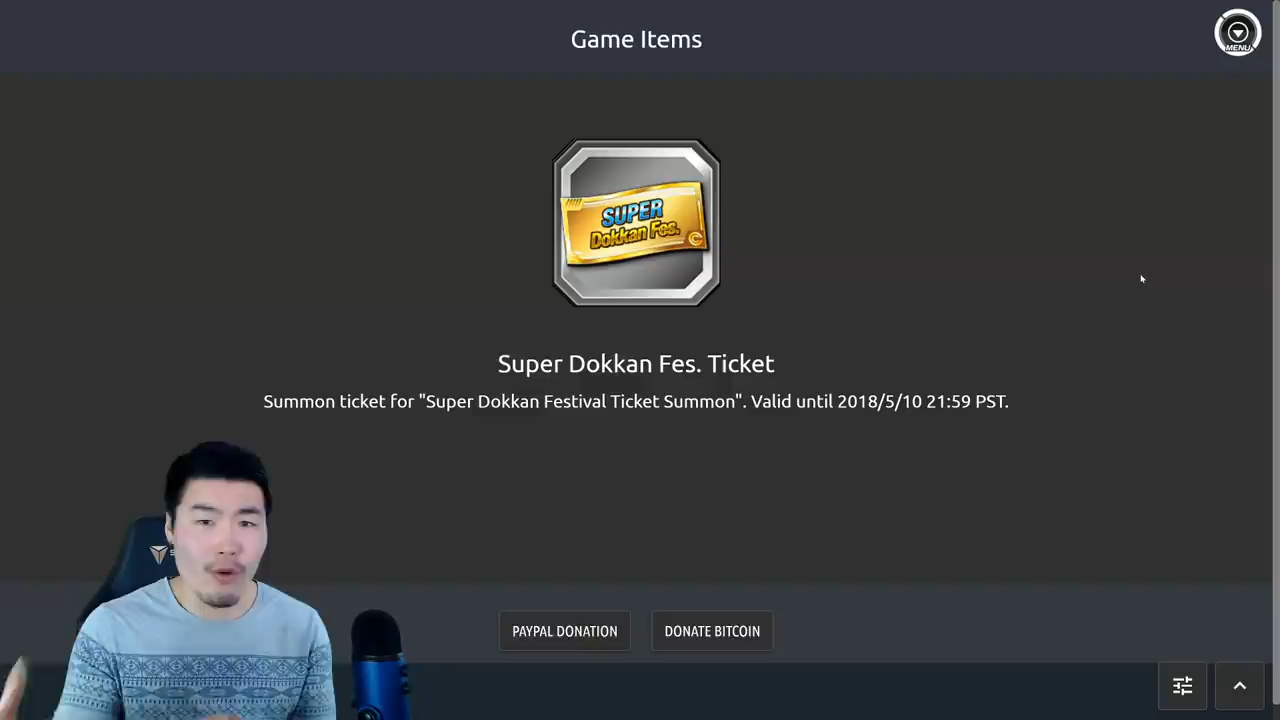 Game Items
MENU
SUPER
Dokkan Fes.
Super Dokkan Fes. Ticket
Summon ticket for "Super Dokkan Festival Ticket Summon". Valid until 2018/5/10 21:59 PST.
PAYPAL DONATION
DONATE BITCOIN